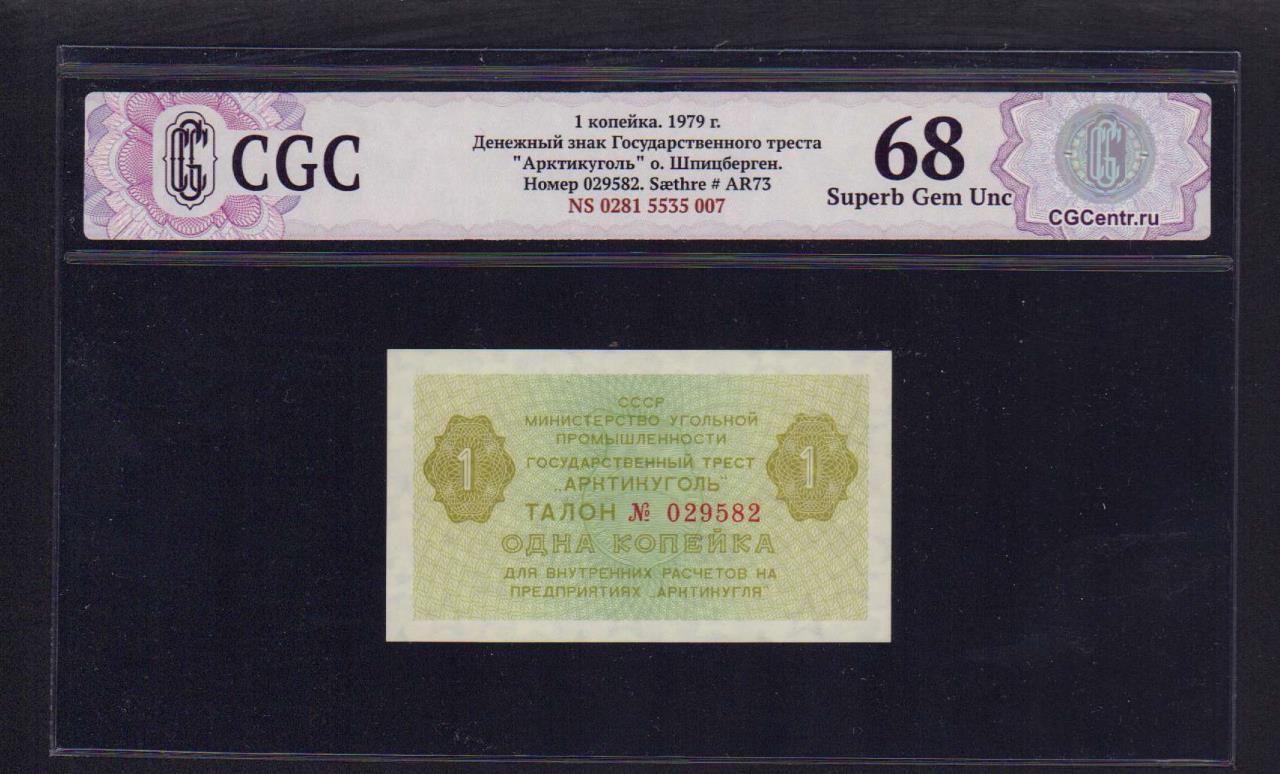 CGC
1 копейка. 1979 г.
Денежный знак Государственного треста
"Арктикуголь" о. Шпицберген.
Номер 029582. Sæthre # AR73
NS 0281 5535 007
68
Superb Gem Unc
CGCentr.ru
СССР
МИНИСТЕРСТВО УГОЛЬНОЙ
ПРОМЫШЛЕННОСТИ
ГОСУДАРСТВЕННЫЙ ТРЕСТ
„АРКТИКУГОЛЬ"
1
1
ТАЛОН № 029582
ОДНА КОПЕЙКА
ДЛЯ ВНУТРЕННИХ РАСЧЕТОВ НА
ПРЕДПРИЯТИЯХ „АРКТИКУГЛЯ"